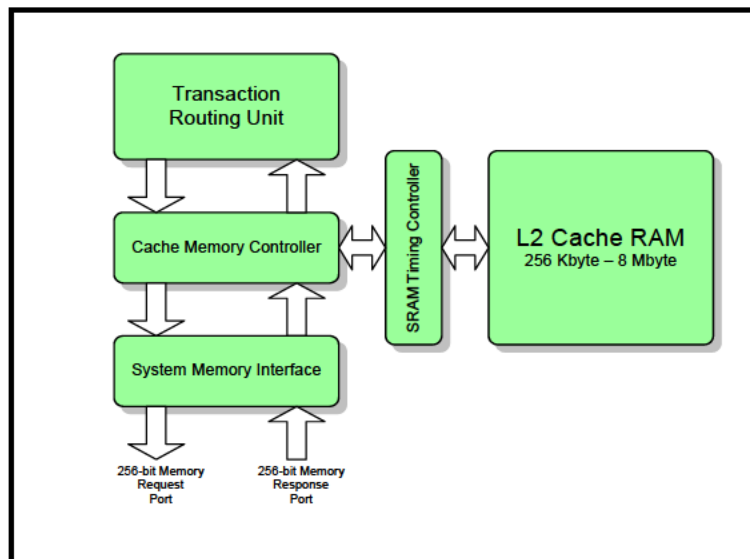 Transaction
Routing Unit
Cache Memory Controller
SRAM Timing Controller
L2 Cache RAM
256 Kbyte – 8 Mbyte
System Memory Interface
256-bit Memory
Request
Port
256-bit Memory
Response
Port